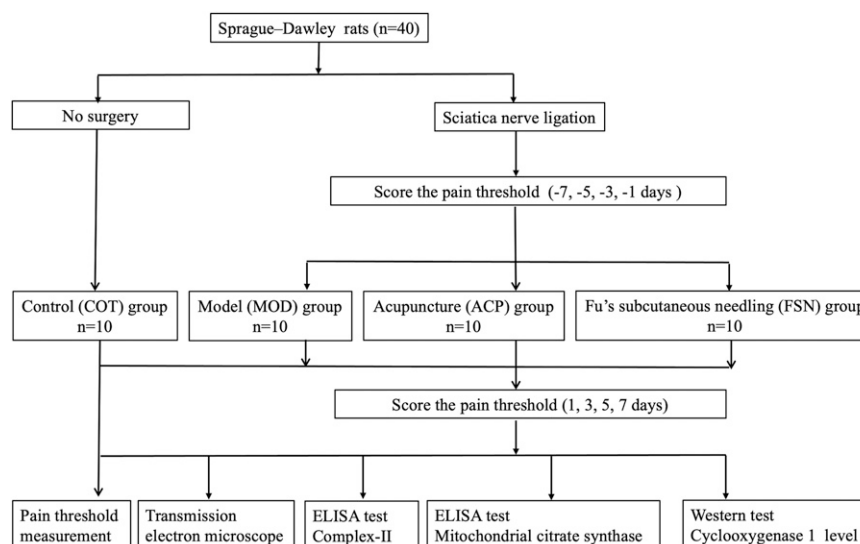 Sprague–Dawley rats (n=40)
No surgery
Sciatica nerve ligation
Score the pain threshold (-7, -5, -3, -1 days )
Control (COT) group
n=10
Model (MOD) group
n=10
Acupuncture (ACP) group
n=10
Fu's subcutaneous needling (FSN) group
n=10
Score the pain threshold (1, 3, 5, 7 days)
Pain threshold
measurement
Transmission
electron microscope
ELISA test
Complex-II
ELISA test
Mitochondrial citrate synthase
Western test
Cyclooxygenase 1 level